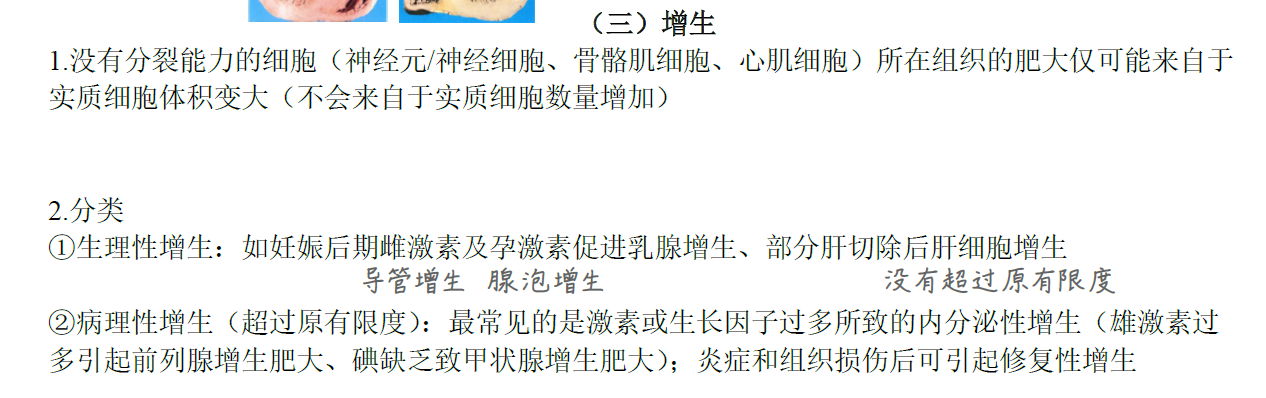 （三）增生
1.没有分裂能力的细胞（神经元/神经细胞、骨骼肌细胞、心肌细胞）所在组织的肥大仅可能来自于
实质细胞体积变大（不会来自于实质细胞数量增加）
2.分类
①生理性增生：如妊娠后期雌激素及孕激素促进乳腺增生、部分肝切除后肝细胞增生
导管增生 腺泡增生 没有超过原有限度
②病理性增生（超过原有限度）：最常见的是激素或生长因子过多所致的内分泌性增生（雄激素过
多引起前列腺增生肥大、碘缺乏致甲状腺增生肥大）；炎症和组织损伤后可引起修复性增生